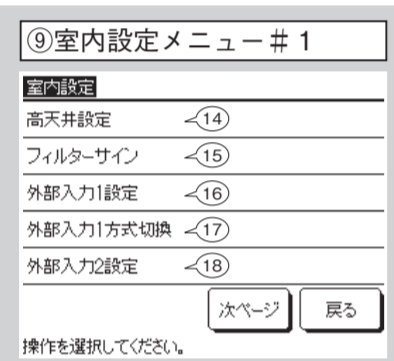 ⑨室内設定メニュー＃1
室内設定
高天井設定 ⑭
フィルターサイン ⑮
外部入力1設定 ⑯
外部入力1方式切換 ⑰
外部入力2設定 ⑱
次ページ 戻る
操作を選択してください。